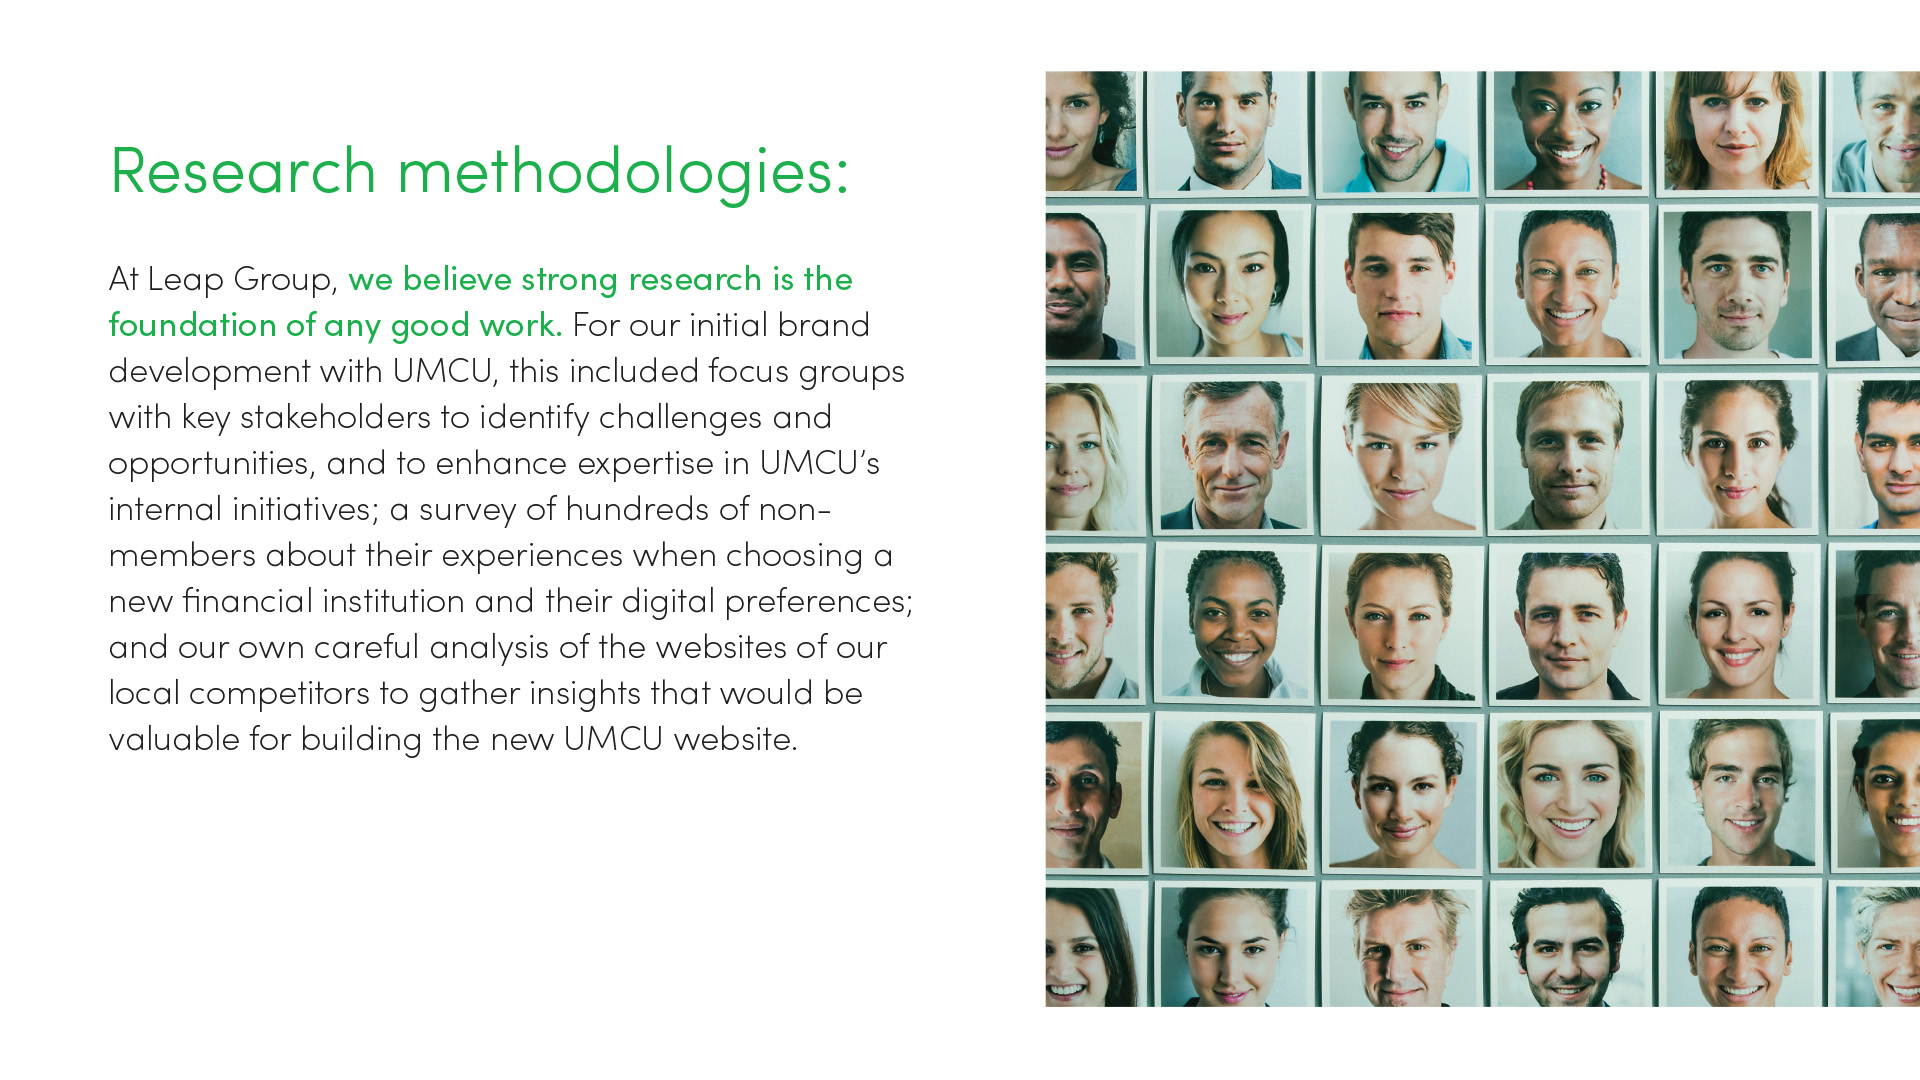 Research methodologies:
At Leap Group, we believe strong research is the
foundation of any good work. For our initial brand
development with UMCU, this included focus groups
with key stakeholders to identify challenges and
opportunities, and to enhance expertise in UMCU’s
internal initiatives; a survey of hundreds of non-
members about their experiences when choosing a
new financial institution and their digital preferences;
and our own careful analysis of the websites of our
local competitors to gather insights that would be
valuable for building the new UMCU website.